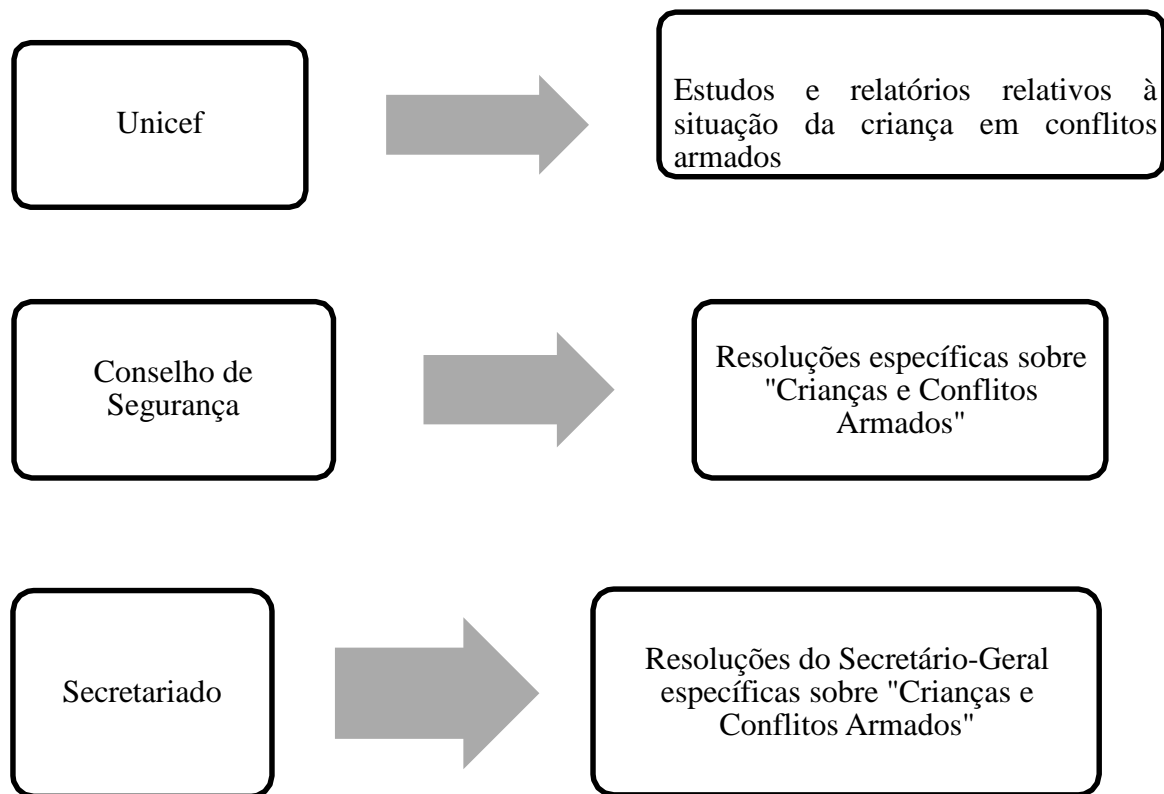 Unicef
Estudos e relatórios relativos à
situação da criança em conflitos
armados
Conselho de
Segurança
Resoluções específicas sobre
"Crianças e Conflitos
Armados"
Secretariado
Resoluções do Secretário-Geral
específicas sobre "Crianças e
Conflitos Armados"